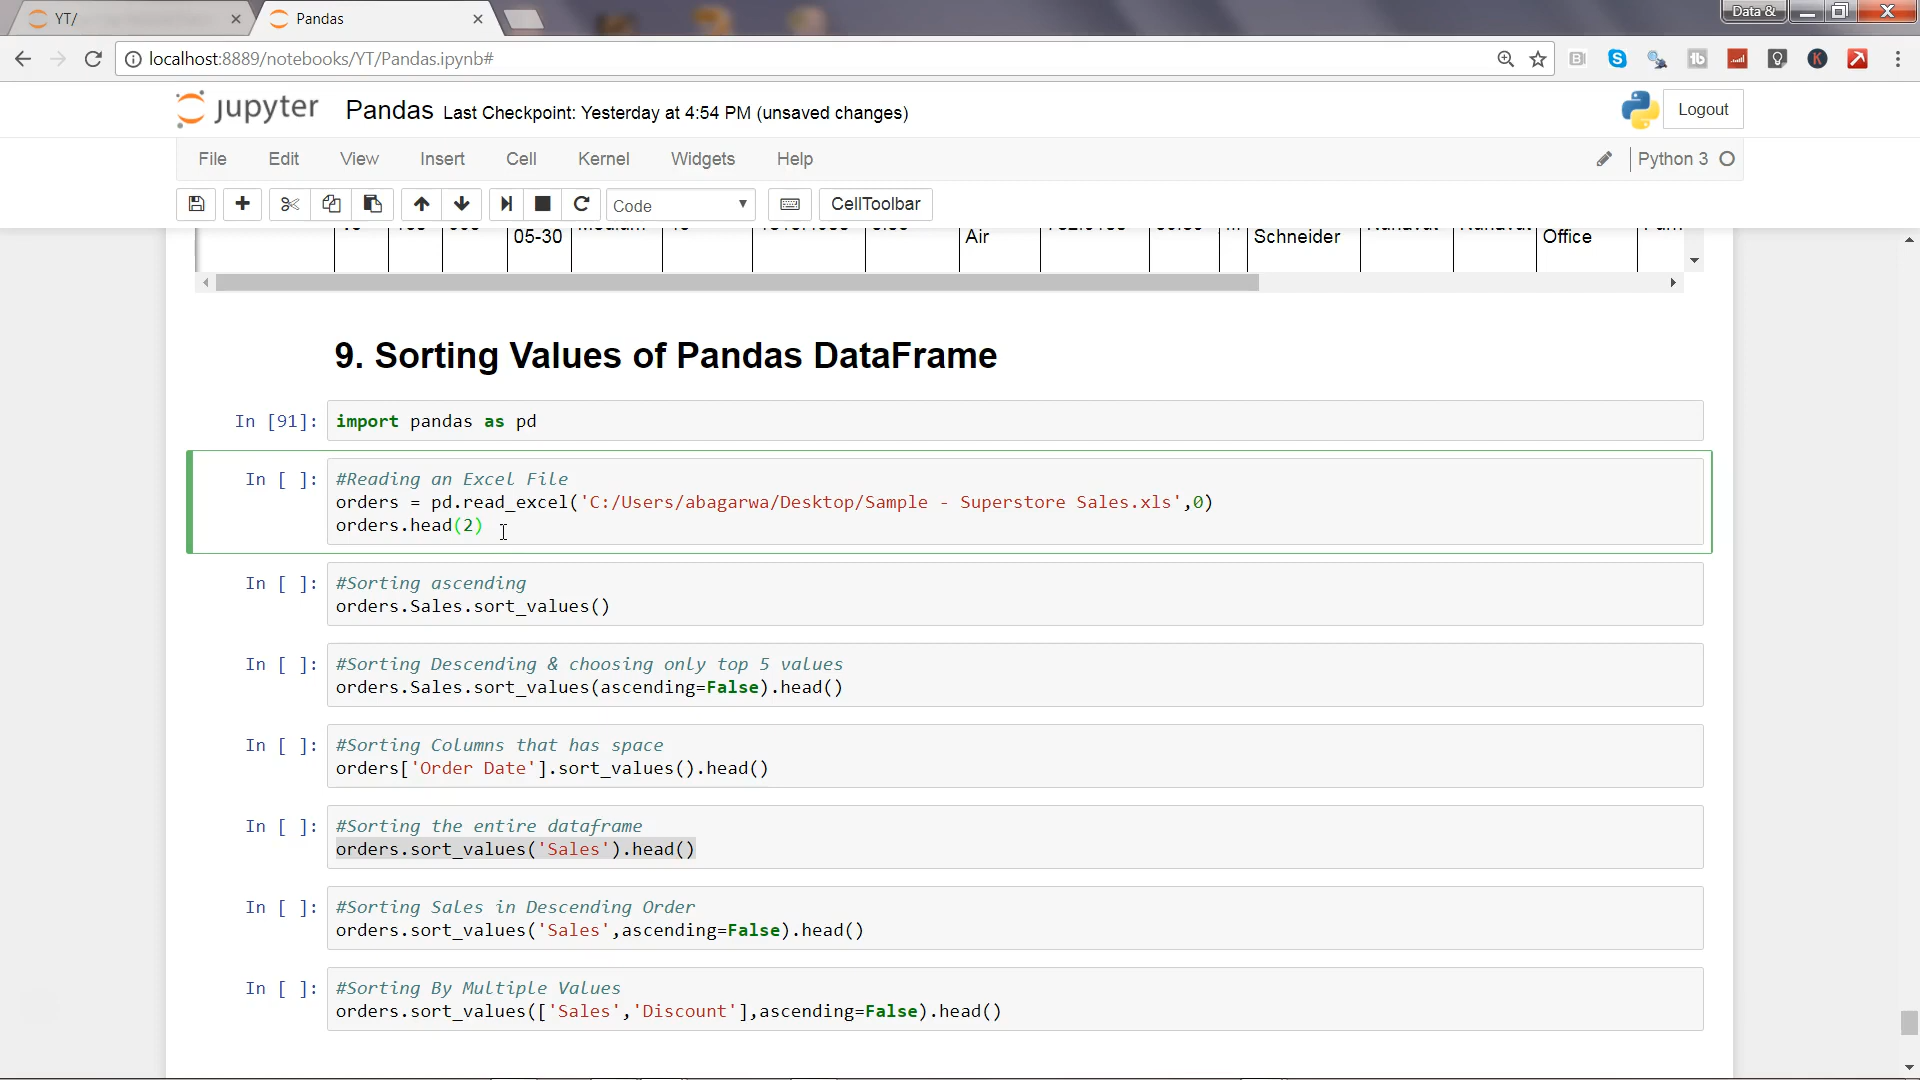 YT/
Pandas
Data &
localhost:8889/notebooks/YT/Pandas.ipynb#
jupyter Pandas Last Checkpoint: Yesterday at 4:54 PM (unsaved changes)
Logout
File Edit View Insert Cell Kernel Widgets Help
Python 3
Code
CellToolbar
05-30
Air
Schneider
Office
9. Sorting Values of Pandas DataFrame
In [91]: import pandas as pd
In [ ]: #Reading an Excel File
orders = pd.read_excel('C:/Users/abagarwa/Desktop/Sample - Superstore Sales.xls',0)
orders.head(2)
In [ ]: #Sorting ascending
orders.Sales.sort_values()
In [ ]: #Sorting Descending & choosing only top 5 values
orders.Sales.sort_values(ascending=False).head()
In [ ]: #Sorting Columns that has space
orders['Order Date'].sort_values().head()
In [ ]: #Sorting the entire dataframe
orders.sort_values('Sales').head()
In [ ]: #Sorting Sales in Descending Order
orders.sort_values('Sales',ascending=False).head()
In [ ]: #Sorting By Multiple Values
orders.sort_values(['Sales','Discount'],ascending=False).head()